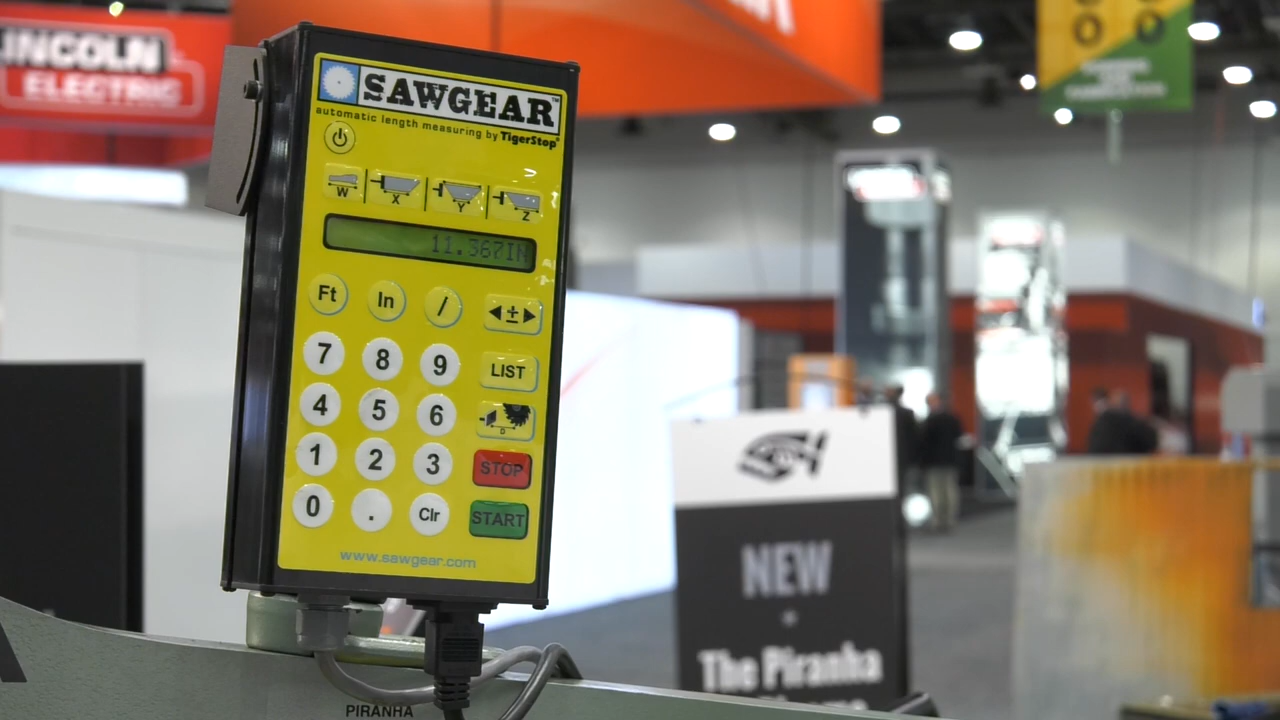 LINCOLN
ELECTRIC
SAWGEAR™
automatic length measuring by TigerStop®
W X Y Z
11.367IN
Ft In / ◀±▶
7 8 9 LIST
4 5 6 D
1 2 3 STOP
0 . Clr START
www.sawgear.com
PIRANHA
NEW
The Piranha